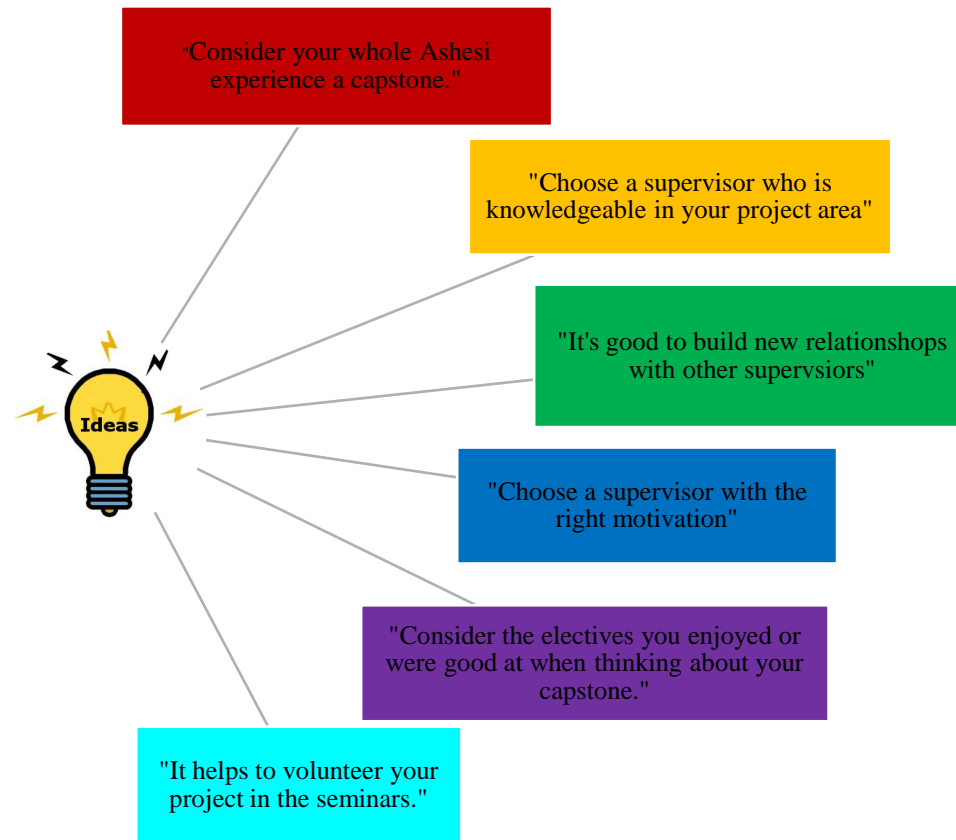 "Consider your whole Ashesi
experience a capstone."
"Choose a supervisor who is
knowledgeable in your project area"
"It's good to build new relationshops
with other supervsiors"
Ideas
"Choose a supervisor with the
right motivation"
"Consider the electives you enjoyed or
were good at when thinking about your
capstone."
"It helps to volunteer your
project in the seminars."